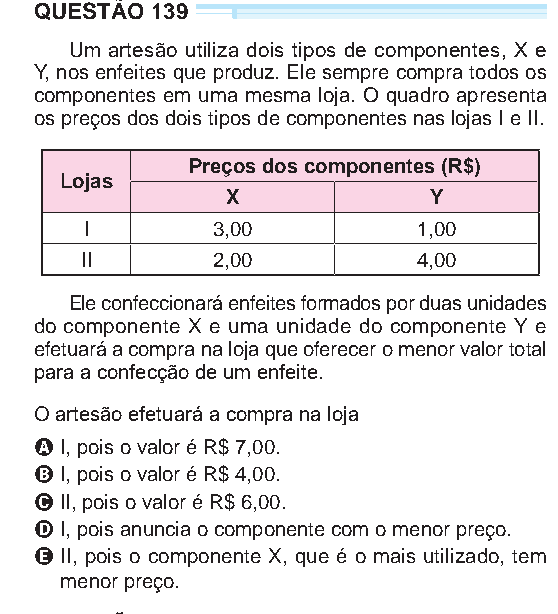 QUESTÃO 139
Um artesão utiliza dois tipos de componentes, X e
Y, nos enfeites que produz. Ele sempre compra todos os
componentes em uma mesma loja. O quadro apresenta
os preços dos dois tipos de componentes nas lojas I e II.
Lojas
Preços dos componentes (R$)
X Y
I 3,00 1,00
II 2,00 4,00
Ele confeccionará enfeites formados por duas unidades
do componente X e uma unidade do componente Y e
efetuará a compra na loja que oferecer o menor valor total
para a confecção de um enfeite.
O artesão efetuará a compra na loja
A I, pois o valor é R$ 7,00.
B I, pois o valor é R$ 4,00.
C II, pois o valor é R$ 6,00.
D I, pois anuncia o componente com o menor preço.
E II, pois o componente X, que é o mais utilizado, tem
menor preço.